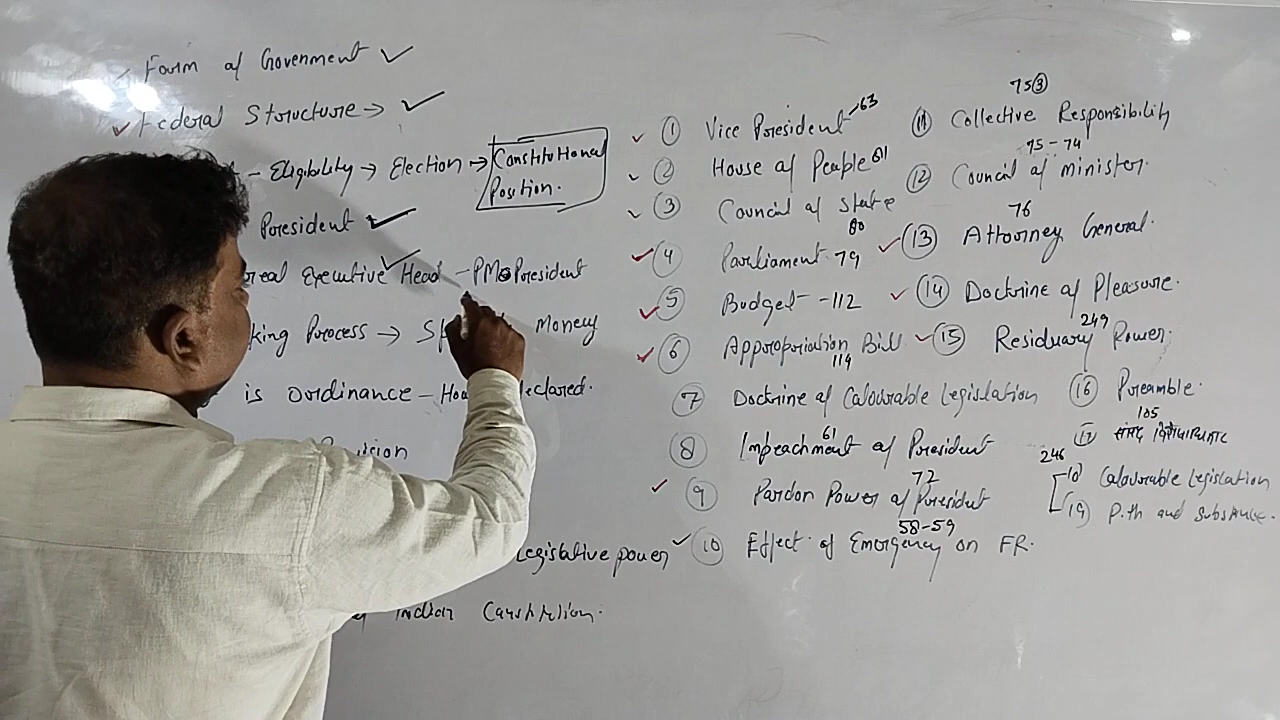 Form of Government ✓
✓ Federal Structure → ✓
- Eligibility → Election → Constitutional
Position.
President ✓
real Executive Head - PM President
king Process → Money
is ordinance - How declared.
vision
Legislative power
Indian
✓ ① Vice President 63
✓ ② House of People 81
✓ ③ Council of State
80
✓ ④ Parliament 79
✓ ⑤ Budget - 112
✓ ⑥ Appropriation Bill
114
⑦ Doctrine of Colourable Legislation
61
⑧ Impeachment of President
72
✓ ⑨ Pardon Power of President
58-59
✓ ⑩ Effect of Emergency on FR.
75③
⑪ Collective Responsibility
75-74
⑫ Council of minister.
76
✓ ⑬ Attorney General.
✓ ⑭ Doctrine of Pleasure.
249
✓ ⑮ Residuary Power.
⑯ Preamble.
105
⑰ संसद विशेषाधिकार
246
18 Colourable Legislation
19 Pith and substance.